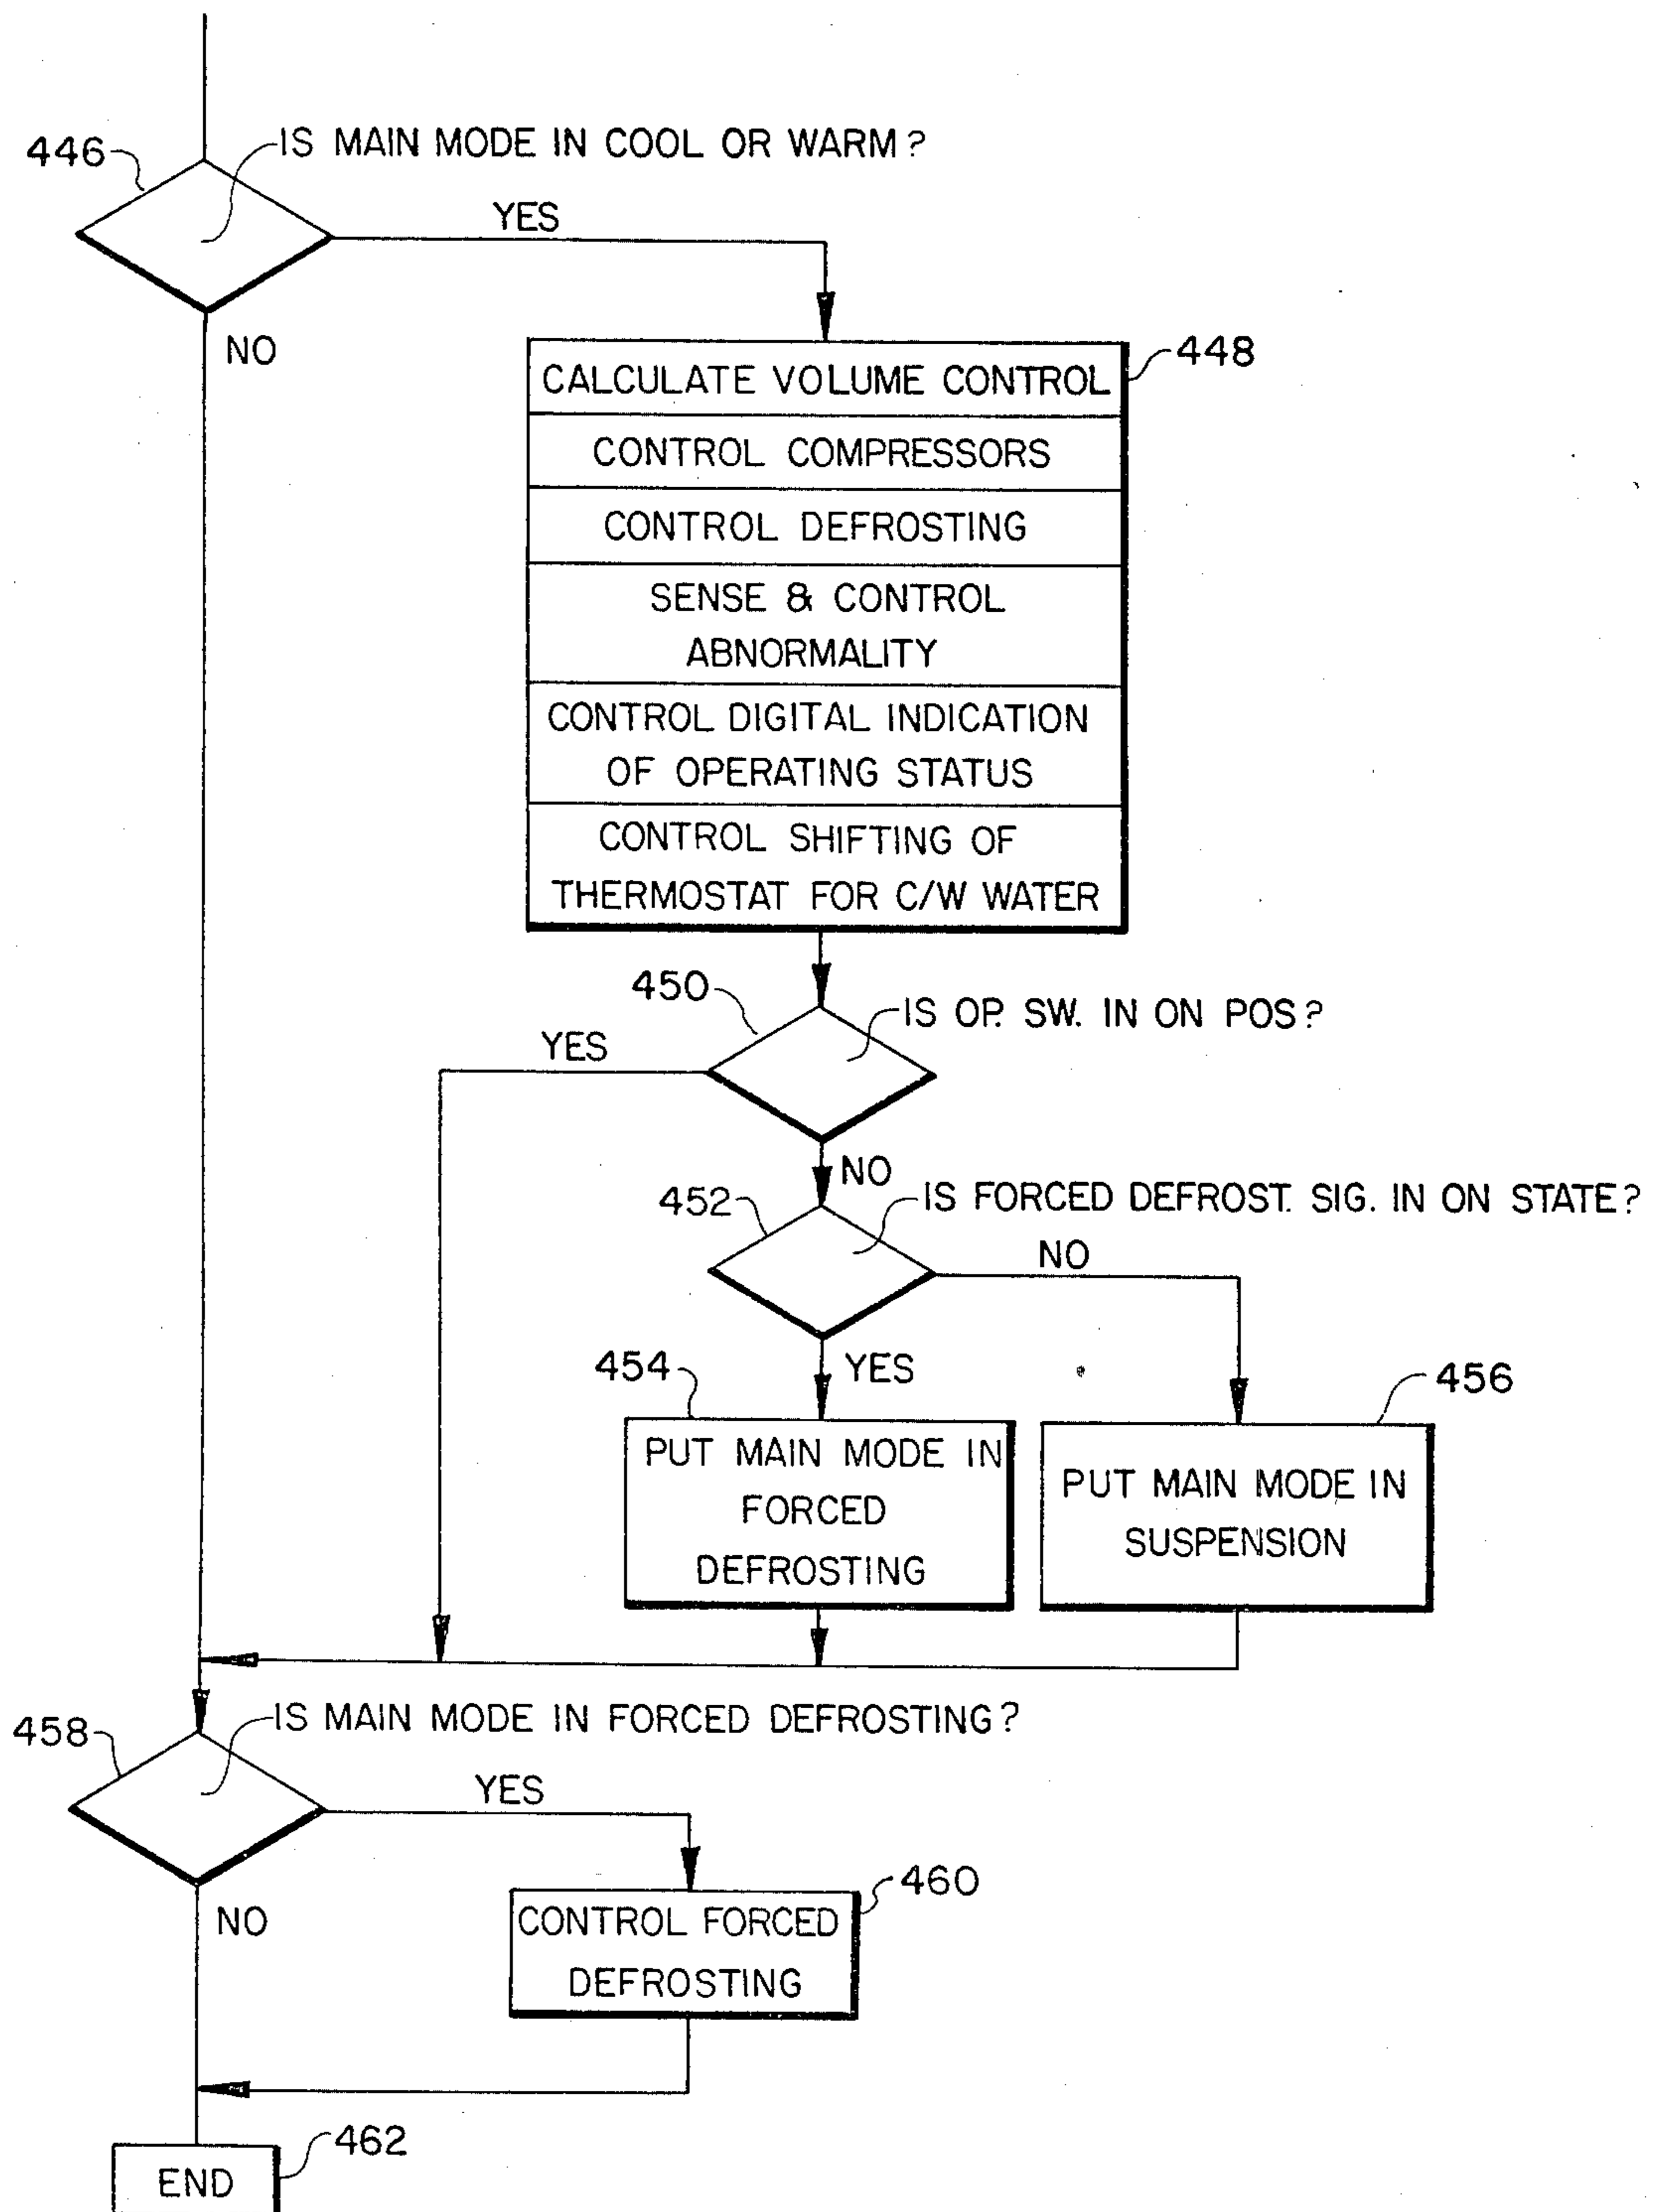 446
IS MAIN MODE IN COOL OR WARM?
YES
NO
448
CALCULATE VOLUME CONTROL
CONTROL COMPRESSORS
CONTROL DEFROSTING
SENSE & CONTROL
ABNORMALITY
CONTROL DIGITAL INDICATION
OF OPERATING STATUS
CONTROL SHIFTING OF
THERMOSTAT FOR C/W WATER
450
IS OP. SW. IN ON POS?
YES
NO
452
IS FORCED DEFROST. SIG. IN ON STATE?
NO
YES
454
PUT MAIN MODE IN
FORCED
DEFROSTING
456
PUT MAIN MODE IN
SUSPENSION
458
IS MAIN MODE IN FORCED DEFROSTING?
YES
NO
460
CONTROL FORCED
DEFROSTING
462
END